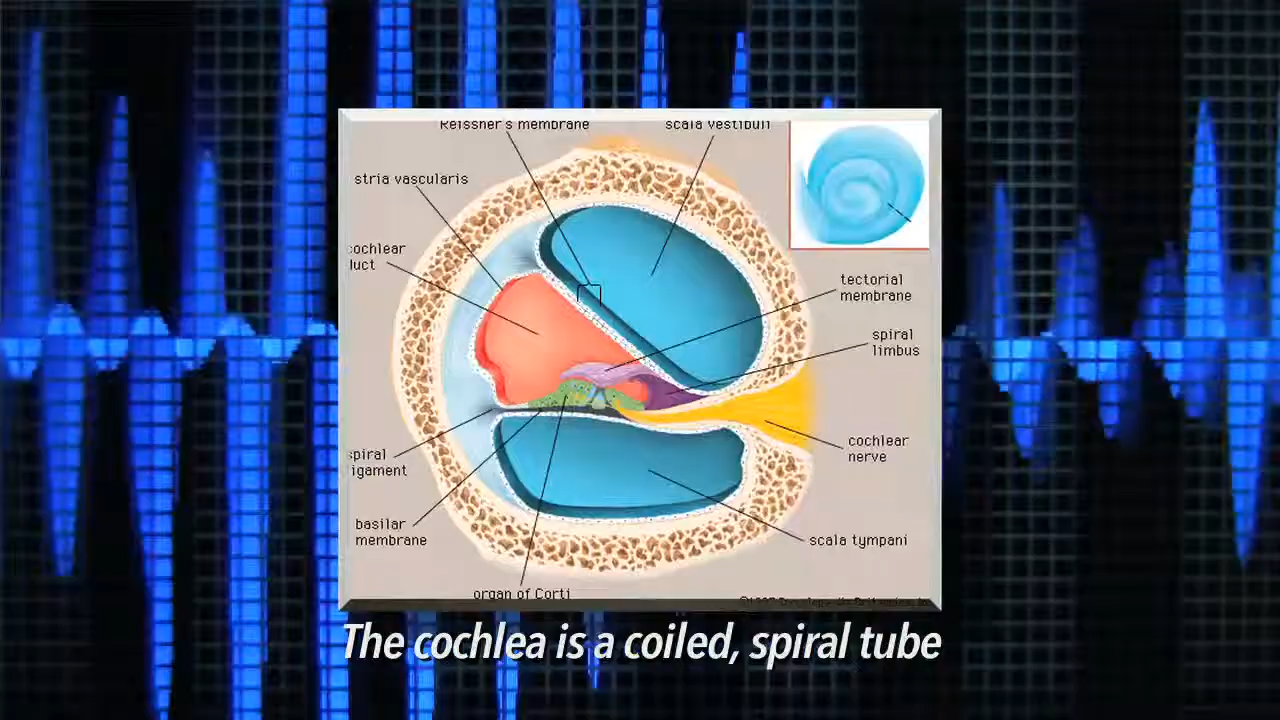 Reissner's membrane
scala vestibuli
stria vascularis
cochlear
duct
tectorial
membrane
spiral
limbus
spiral
ligament
cochlear
nerve
basilar
membrane
scala tympani
organ of Corti
The cochlea is a coiled, spiral tube